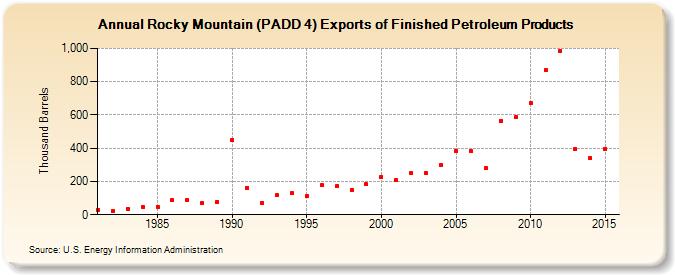 Annual Rocky Mountain (PADD 4) Exports of Finished Petroleum Products
Thousand Barrels
1,000
800
600
400
200
0
1985 1990 1995 2000 2005 2010 2015
Source: U.S. Energy Information Administration